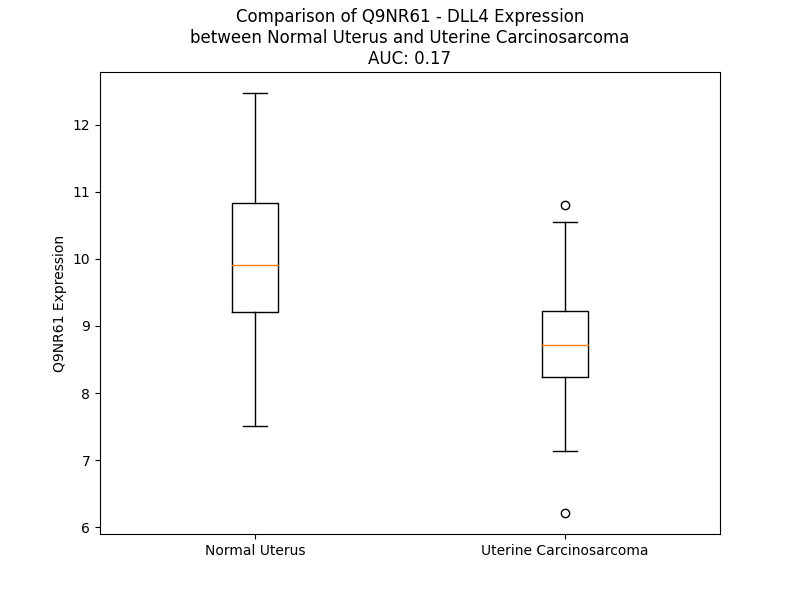 Comparison of Q9NR61 - DLL4 Expression
between Normal Uterus and Uterine Carcinosarcoma
AUC: 0.17
12
11
10
9
8
7
6
Q9NR61 Expression
Normal Uterus
Uterine Carcinosarcoma